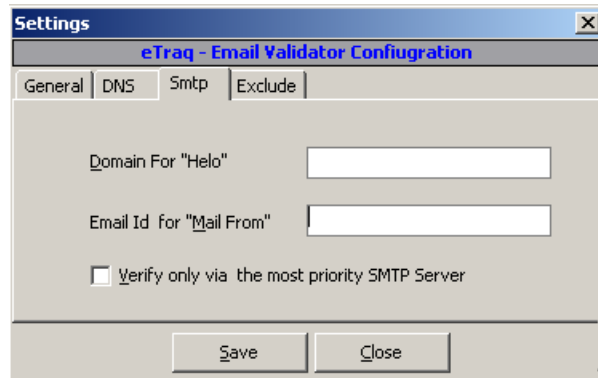 Settings
eTraq - Email Validator Confiugration
General DNS Smtp Exclude
Domain For "Helo"
Email Id for "Mail From"
Verify only via the most priority SMTP Server
Save Close